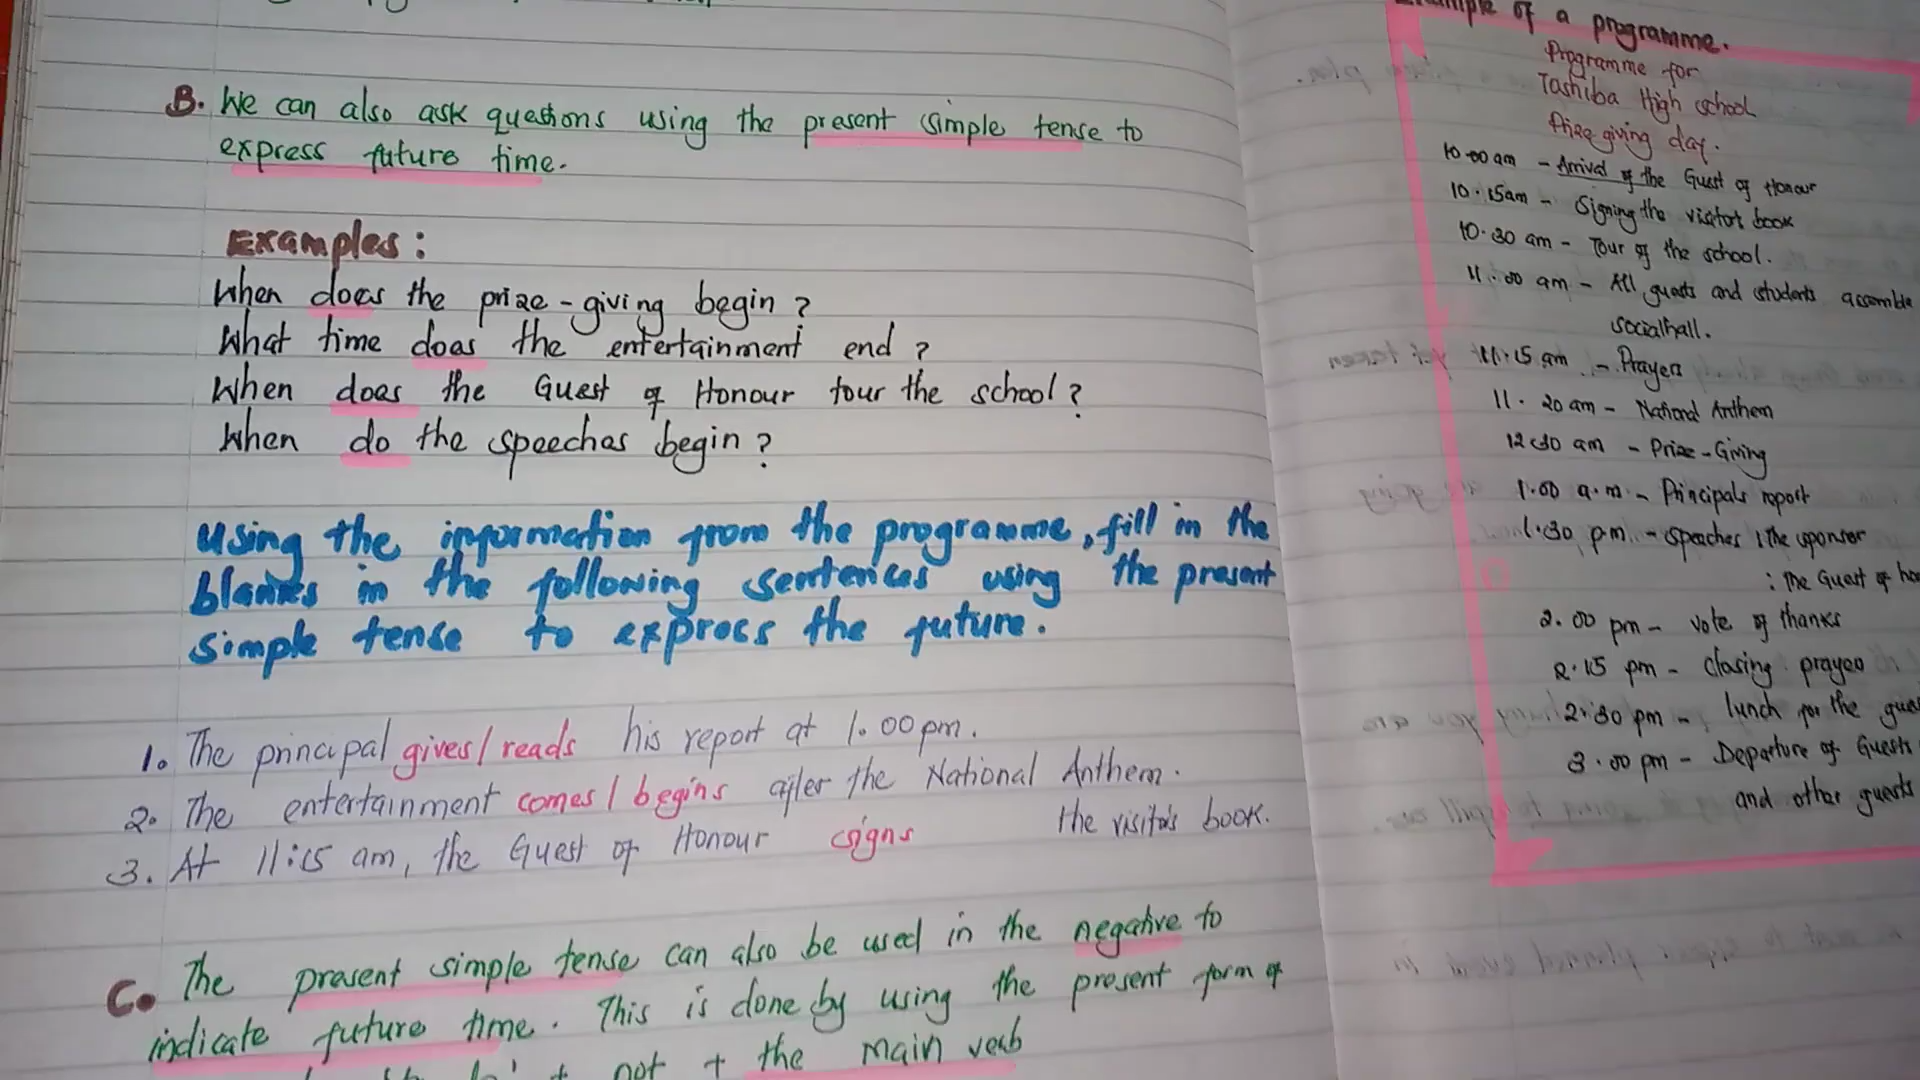 B. We can also ask questions using the present simple tense to
express future time.
Examples:
When does the prize-giving begin?
What time does the entertainment end?
When does the Guest of Honour tour the school?
When do the speeches begin?
Using the information from the programme, fill in the
blanks in the following sentences using the present
simple tense to express the future.
1. The principal gives/reads his report at 1.00pm.
2. The entertainment comes/begins after the National Anthem.
3. At 11:15 am, the Guest of Honour signs the visitors book.
C. The present simple tense can also be used in the negative to
indicate future time. This is done by using the present form of
not + the main verb
of a programme.
Programme for
Tashiba High school
Prize giving day.
10.00 am - Arrival of the Guest of Honour
10.15am - Signing the visitors book
10.30 am - Tour of the school.
11.00 am - All guests and students assemble
socialhall.
11.15 am - Prayer
11.20 am - National Anthem
12:30 am - Prize-Giving
1.00 a.m - Principals report
1.30 pm - speeches : the sponsor
: The Guest of
2.00 pm - vote of thanks
2.15 pm - closing prayer
2.30 pm - lunch for the
3.00 pm - Departure of Guests
and other guests